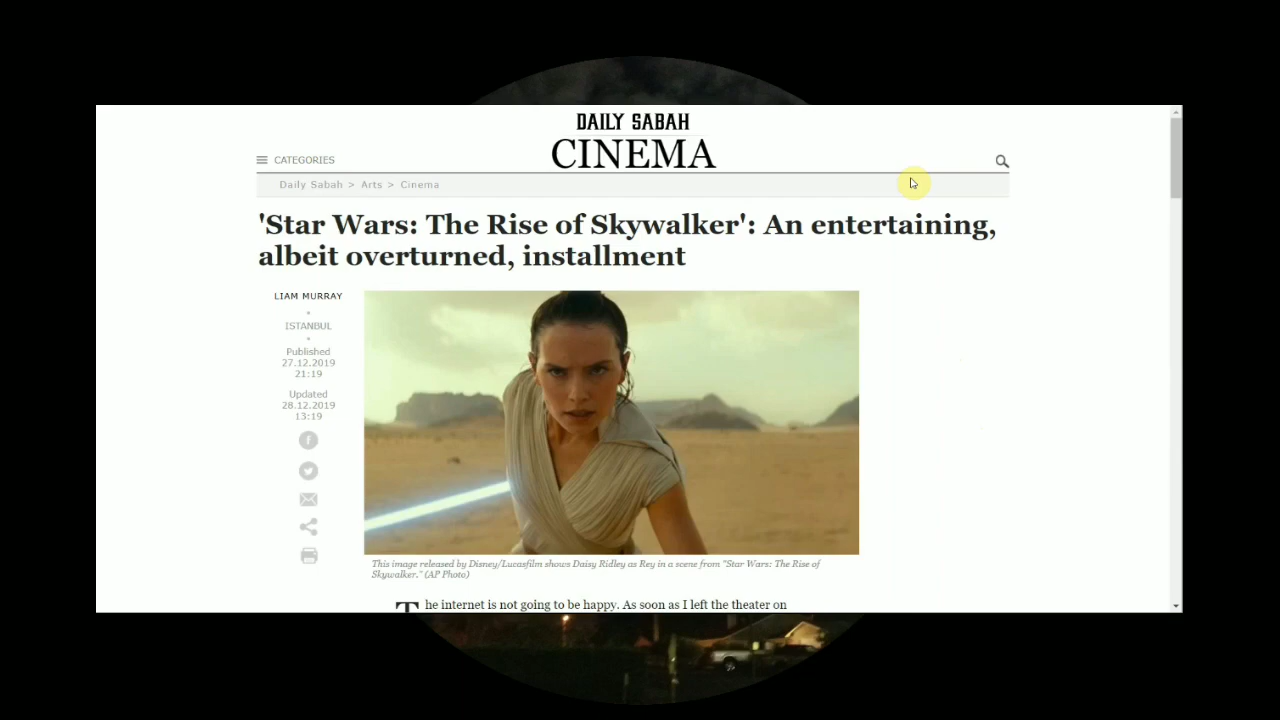 DAILY SABAH
CINEMA
CATEGORIES
Daily Sabah > Arts > Cinema
'Star Wars: The Rise of Skywalker': An entertaining,
albeit overturned, installment
LIAM MURRAY
ISTANBUL
Published
27.12.2019
21:19
Updated
28.12.2019
13:19
This image released by Disney/Lucasfilm shows Daisy Ridley as Rey in a scene from "Star Wars: The Rise of
Skywalker." (AP Photo)
The internet is not going to be happy. As soon as I left the theater on